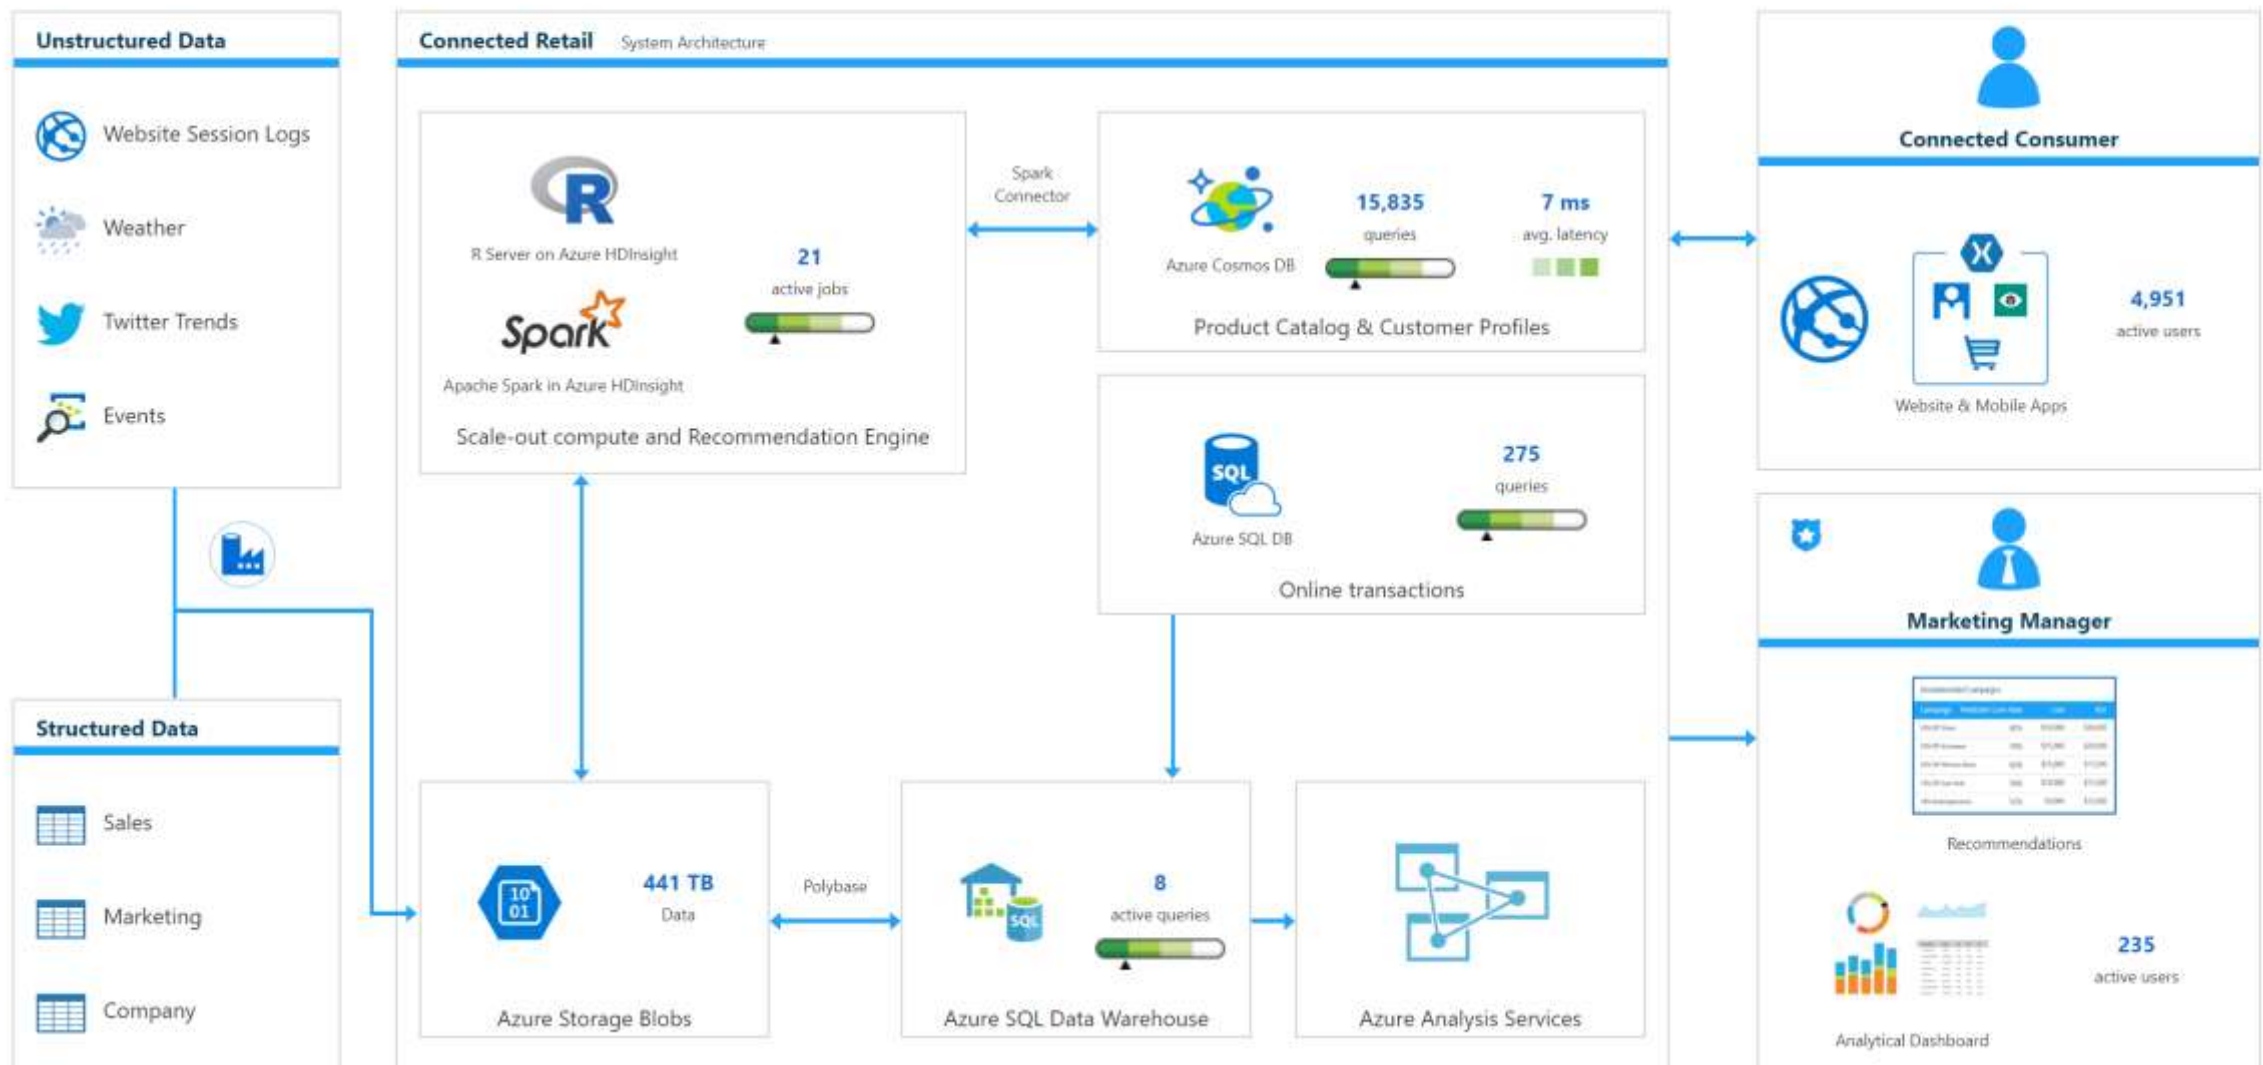 Unstructured Data
Website Session Logs
Weather
Twitter Trends
Events
Structured Data
Sales
Marketing
Company
Connected Retail System Architecture
R
R Server on Azure HDInsight
Spark
Apache Spark in Azure HDInsight
21
active jobs
Scale-out compute and Recommendation Engine
Spark
Connector
Azure Cosmos DB
15,835
queries
7 ms
avg. latency
Product Catalog & Customer Profiles
SQL
Azure SQL DB
275
queries
Online transactions
10
01
441 TB
Data
Azure Storage Blobs
Polybase
SQL
8
active queries
Azure SQL Data Warehouse
Azure Analysis Services
Connected Consumer
X
Website & Mobile Apps
4,951
active users
Marketing Manager
Recommendations
235
active users
Analytical Dashboard